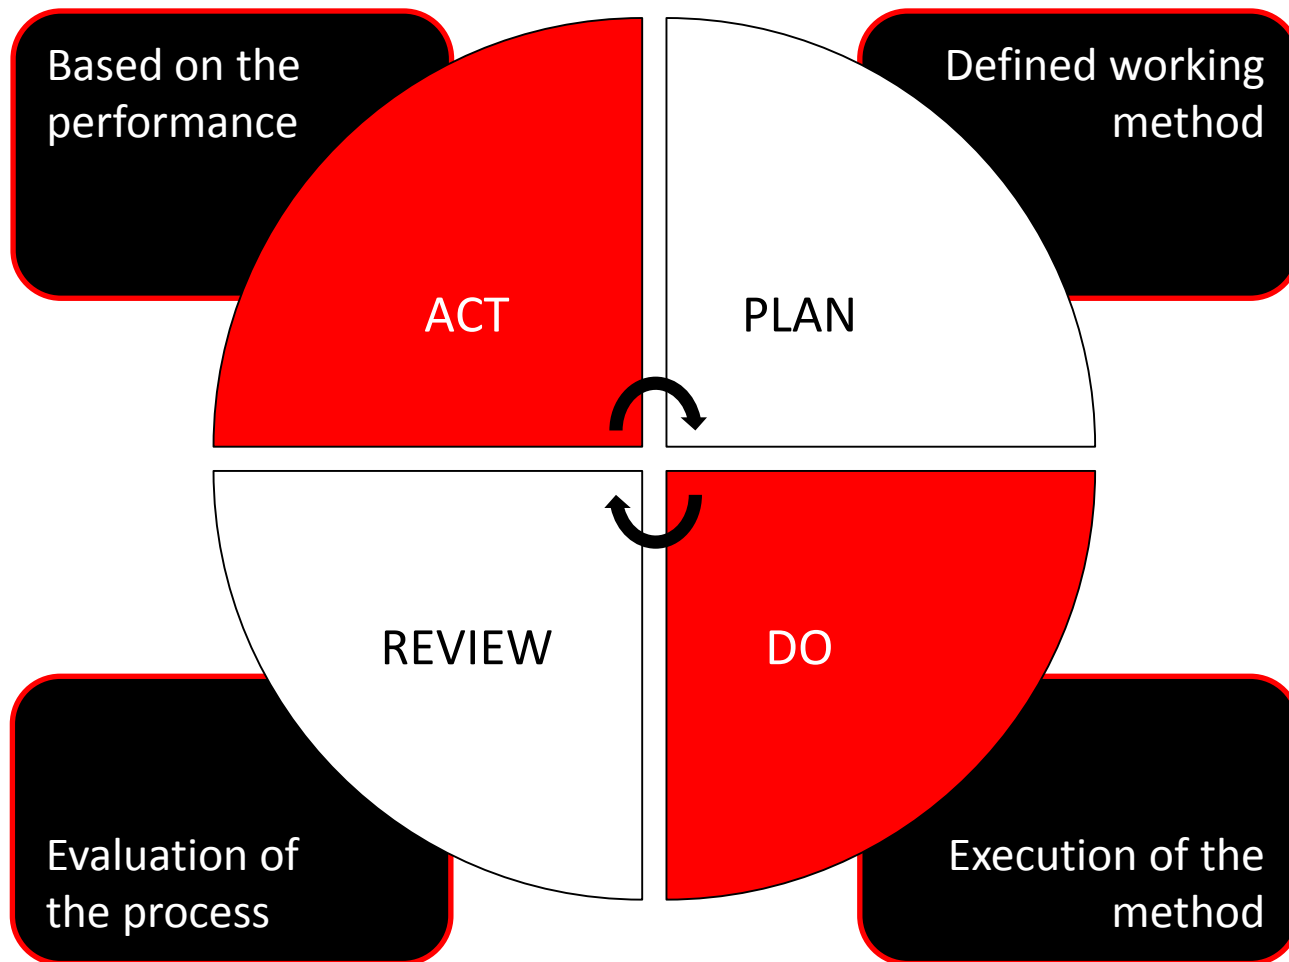 Based on the
performance
Defined working
method
ACT
PLAN
REVIEW
DO
Evaluation of
the process
Execution of the
method